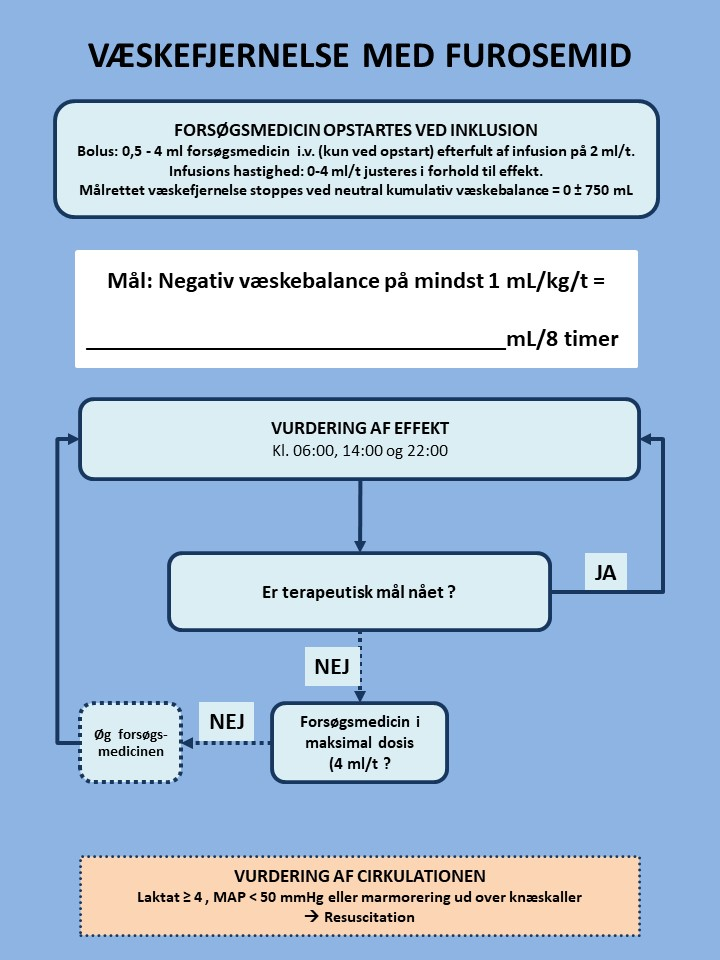 VÆSKEFJERNELSE MED FUROSEMID
FORSØGSMEDICIN OPSTARTES VED INKLUSION
Bolus: 0,5 - 4 ml forsøgsmedicin i.v. (kun ved opstart) efterfult af infusion på 2 ml/t.
Infusions hastighed: 0-4 ml/t justeres i forhold til effekt.
Målrettet væskefjernelse stoppes ved neutral kumulativ væskebalance = 0 ± 750 mL
Mål: Negativ væskebalance på mindst 1 mL/kg/t =
___________________________________mL/8 timer
VURDERING AF EFFEKT
Kl. 06:00, 14:00 og 22:00
Er terapeutisk mål nået ?
JA
NEJ
Forsøgsmedicin i
maksimal dosis
(4 ml/t ?
NEJ
Øg forsøgs-
medicinen
VURDERING AF CIRKULATIONEN
Laktat ≥ 4 , MAP < 50 mmHg eller marmorering ud over knæskaller
→ Resuscitation